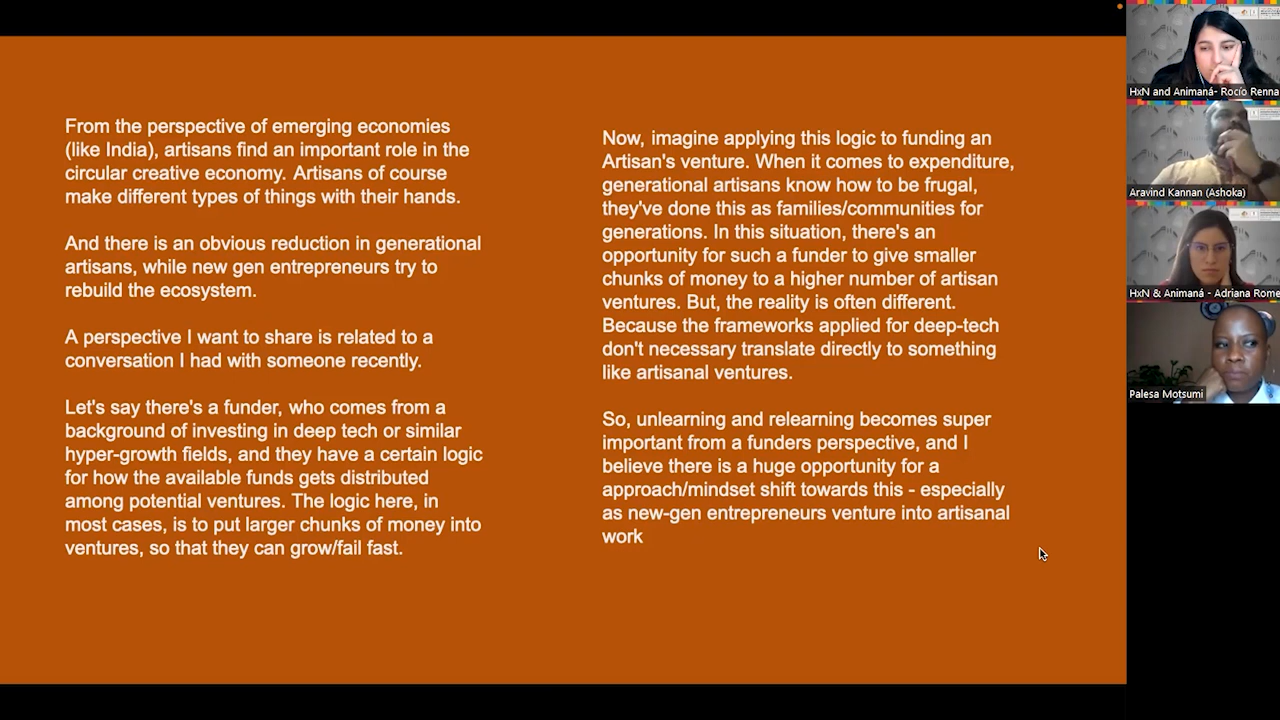 From the perspective of emerging economies
(like India), artisans find an important role in the
circular creative economy. Artisans of course
make different types of things with their hands.
And there is an obvious reduction in generational
artisans, while new gen entrepreneurs try to
rebuild the ecosystem.
A perspective I want to share is related to a
conversation I had with someone recently.
Let's say there's a funder, who comes from a
background of investing in deep tech or similar
hyper-growth fields, and they have a certain logic
for how the available funds gets distributed
among potential ventures. The logic here, in
most cases, is to put larger chunks of money into
ventures, so that they can grow/fail fast.
Now, imagine applying this logic to funding an
Artisan's venture. When it comes to expenditure,
generational artisans know how to be frugal,
they've done this as families/communities for
generations. In this situation, there's an
opportunity for such a funder to give smaller
chunks of money to a higher number of artisan
ventures. But, the reality is often different.
Because the frameworks applied for deep-tech
don't necessary translate directly to something
like artisanal ventures.
So, unlearning and relearning becomes super
important from a funders perspective, and I
believe there is a huge opportunity for a
approach/mindset shift towards this - especially
as new-gen entrepreneurs venture into artisanal
work
HxN and Animaná- Rocío Renna
Aravind Kannan (Ashoka)
HxN & Animaná - Adriana Rome
Palesa Motsumi